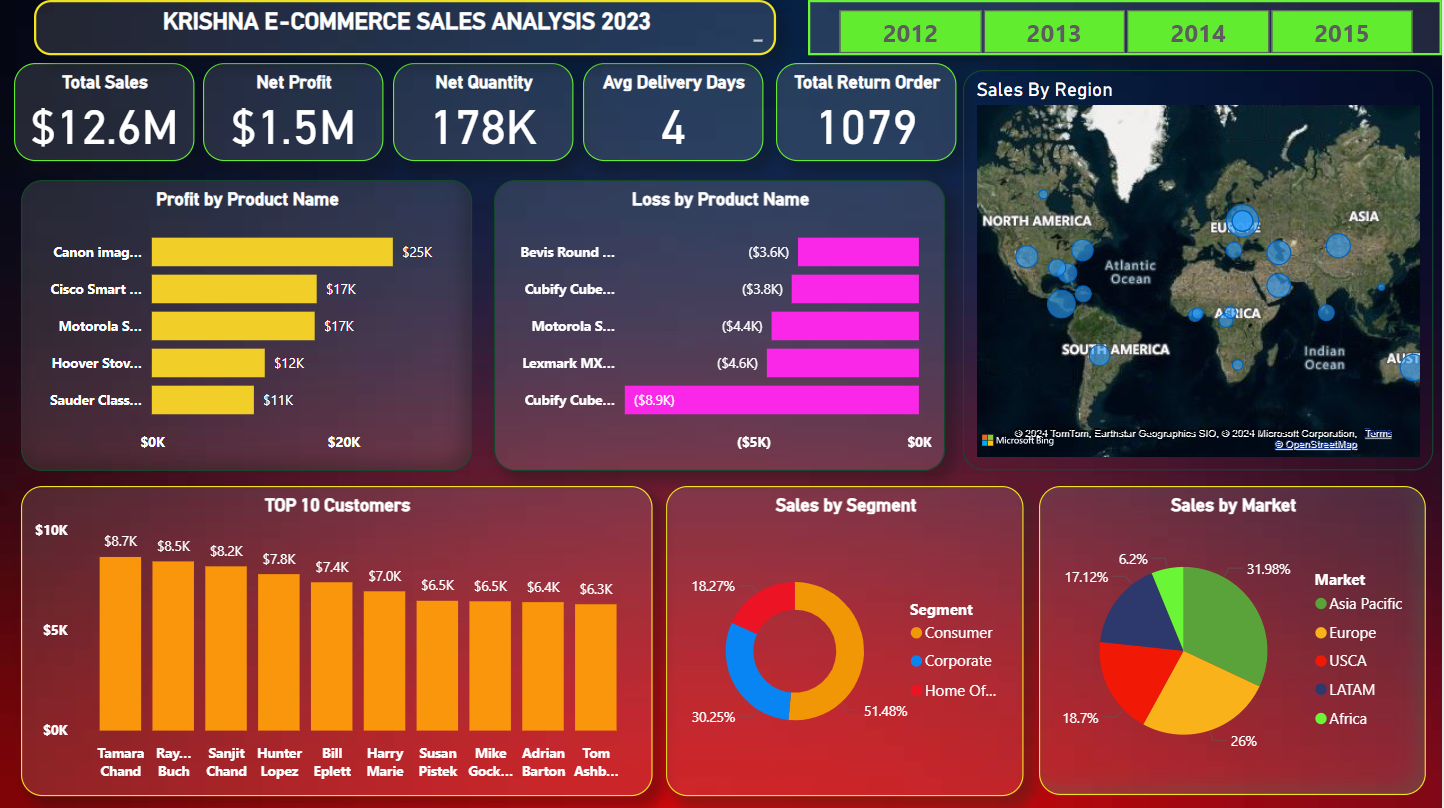 KRISHNA E-COMMERCE SALES ANALYSIS 2023
2012
2013
2014
2015
Total Sales
$12.6M
Net Profit
$1.5M
Net Quantity
178K
Avg Delivery Days
4
Total Return Order
1079
Profit by Product Name
Canon imag... $25K
Cisco Smart ... $17K
Motorola S... $17K
Hoover Stov... $12K
Sauder Class... $11K
$0K $20K
Loss by Product Name
Bevis Round ... ($3.6K)
Cubify Cube... ($3.8K)
Motorola S... ($4.4K)
Lexmark MX... ($4.6K)
Cubify Cube... ($8.9K)
($5K) $0K
Sales By Region
NORTH AMERICA
EUROPE
ASIA
Atlantic
Ocean
AFRICA
SOUTH AMERICA
Indian
Ocean
AUST
© 2024 TomTom, Earthstar Geographics SIO, © 2024 Microsoft Corporation, Terms
Microsoft Bing
© OpenStreetMap
TOP 10 Customers
$10K
$5K
$0K
$8.7K
$8.5K
$8.2K
$7.8K
$7.4K
$7.0K
$6.5K
$6.5K
$6.4K
$6.3K
Tamara
Chand
Ray...
Buch
Sanjit
Chand
Hunter
Lopez
Bill
Eplett
Harry
Marie
Susan
Pistek
Mike
Gock...
Adrian
Barton
Tom
Ashb...
Sales by Segment
18.27%
30.25%
51.48%
Segment
Consumer
Corporate
Home Of...
Sales by Market
6.2%
17.12%
31.98%
18.7%
26%
Market
Asia Pacific
Europe
USCA
LATAM
Africa